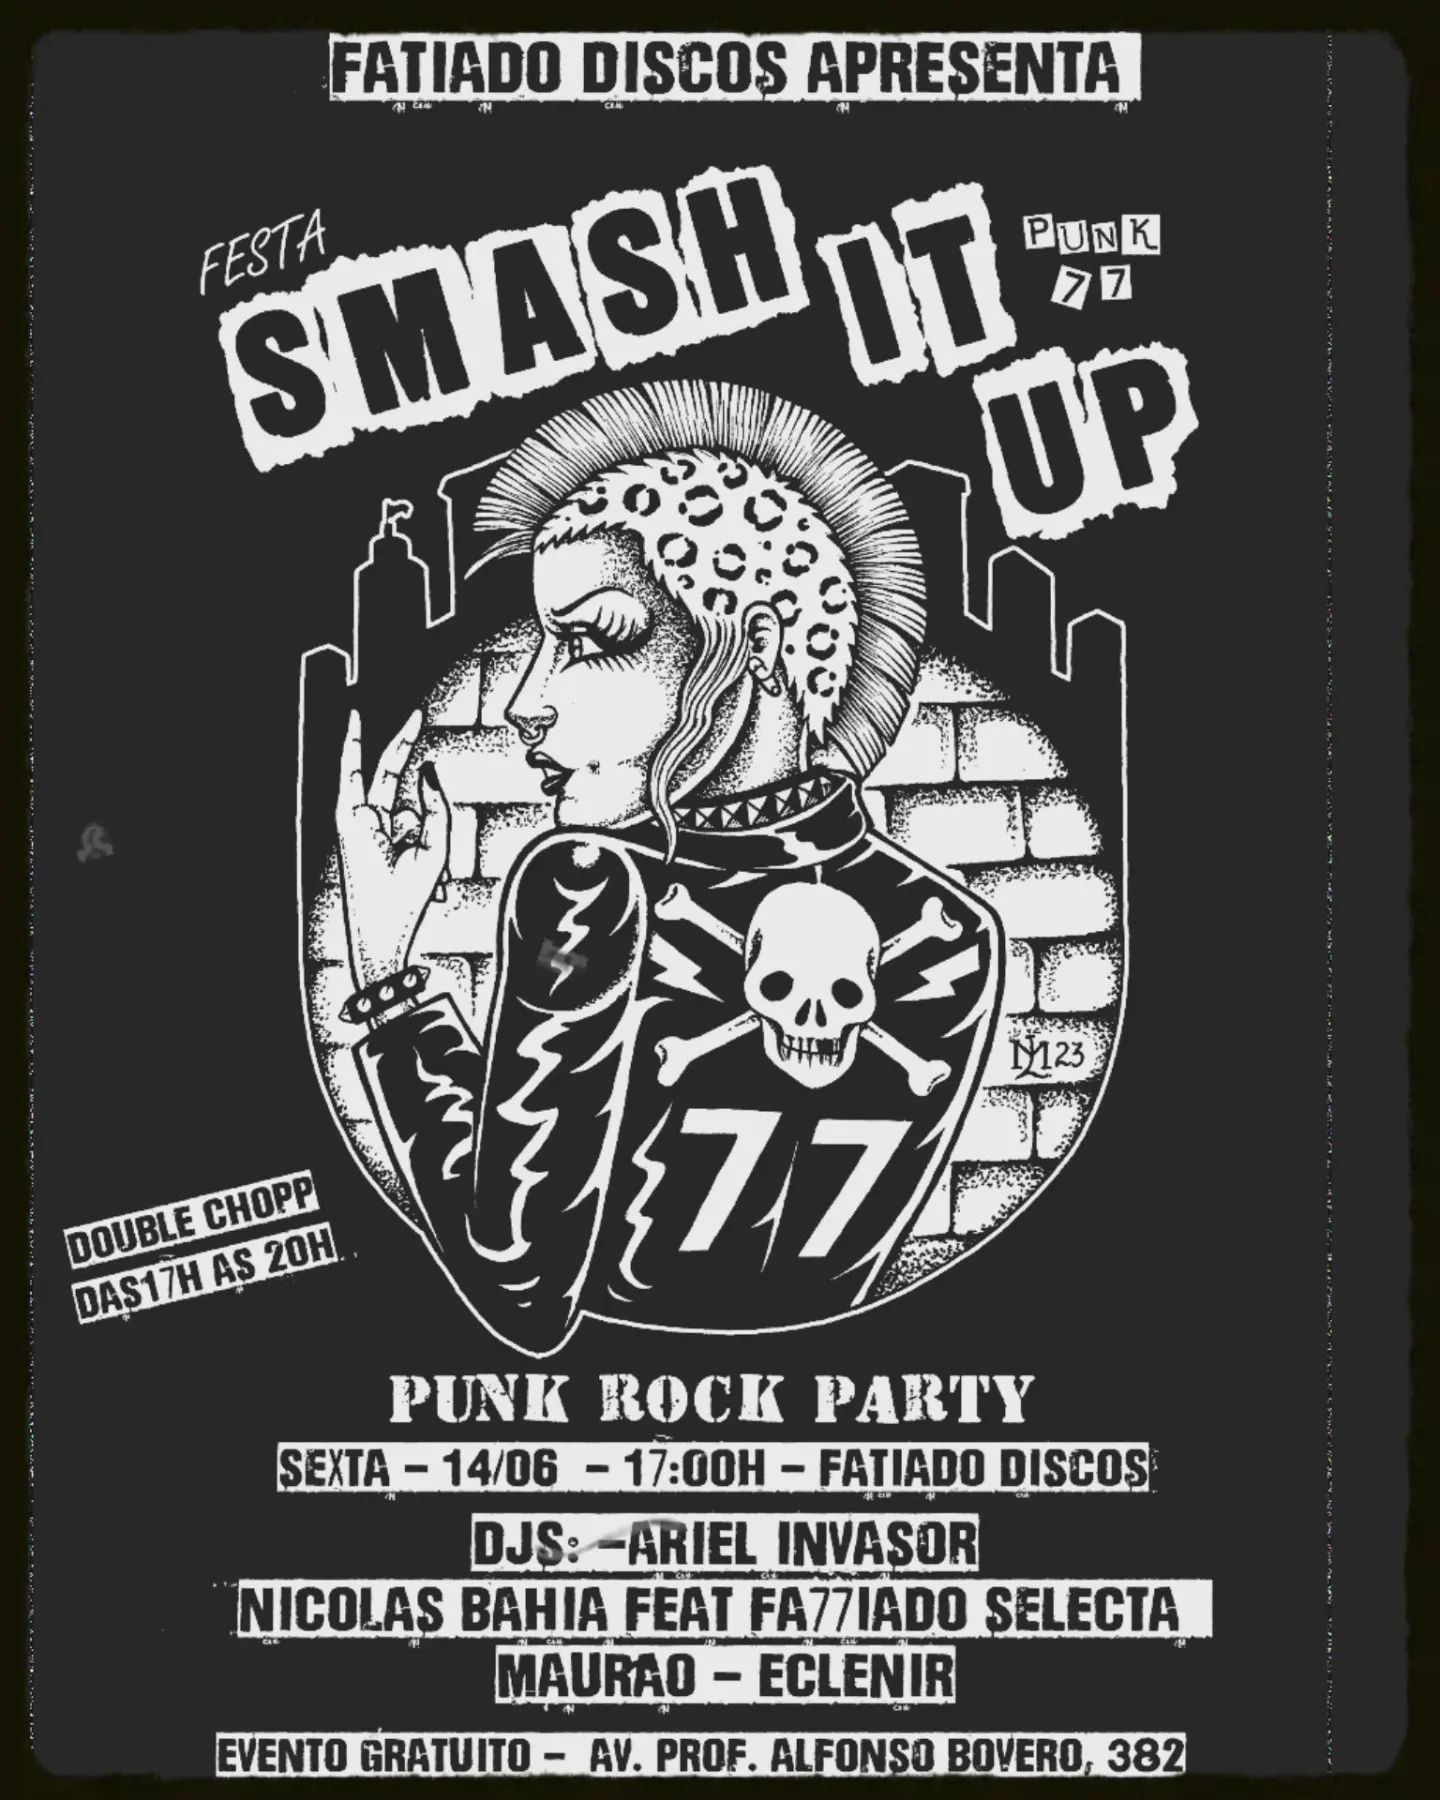 FATIADO DISCOS APRESENTA
FESTA
SMASH IT
PUNK
77
UP
77
NLM 23
DOUBLE CHOPP
DAS17H AS 20H
PUNK ROCK PARTY
SEXTA – 14/06 – 17:00H – FATIADO DISCOS
DJS: –ARIEL INVASOR
NICOLAS BAHIA FEAT FA77IADO SELECTA
MAURAO – ECLENIR
EVENTO GRATUITO – AV. PROF. ALFONSO BOVERO, 382